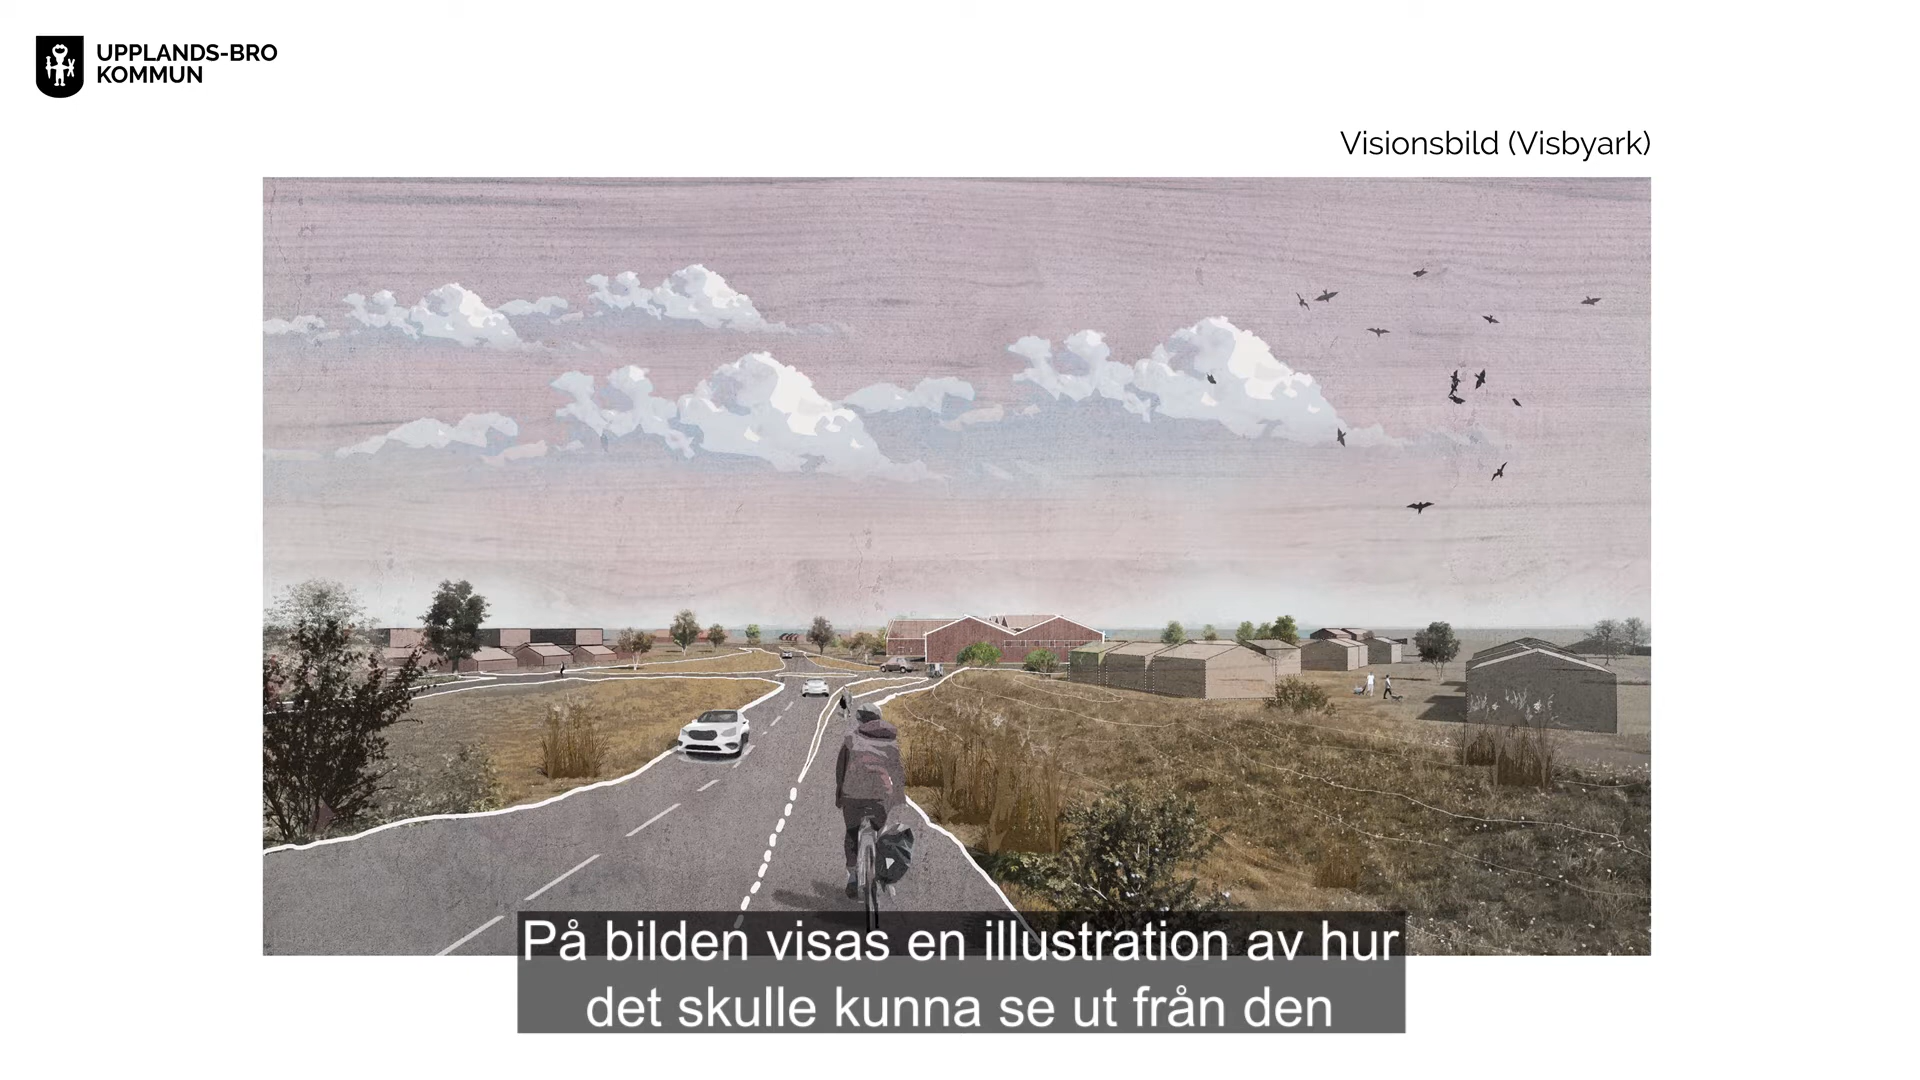 UPPLANDS-BRO
KOMMUN
Visionsbild (Visbyark)
På bilden visas en illustration av hur
det skulle kunna se ut från den